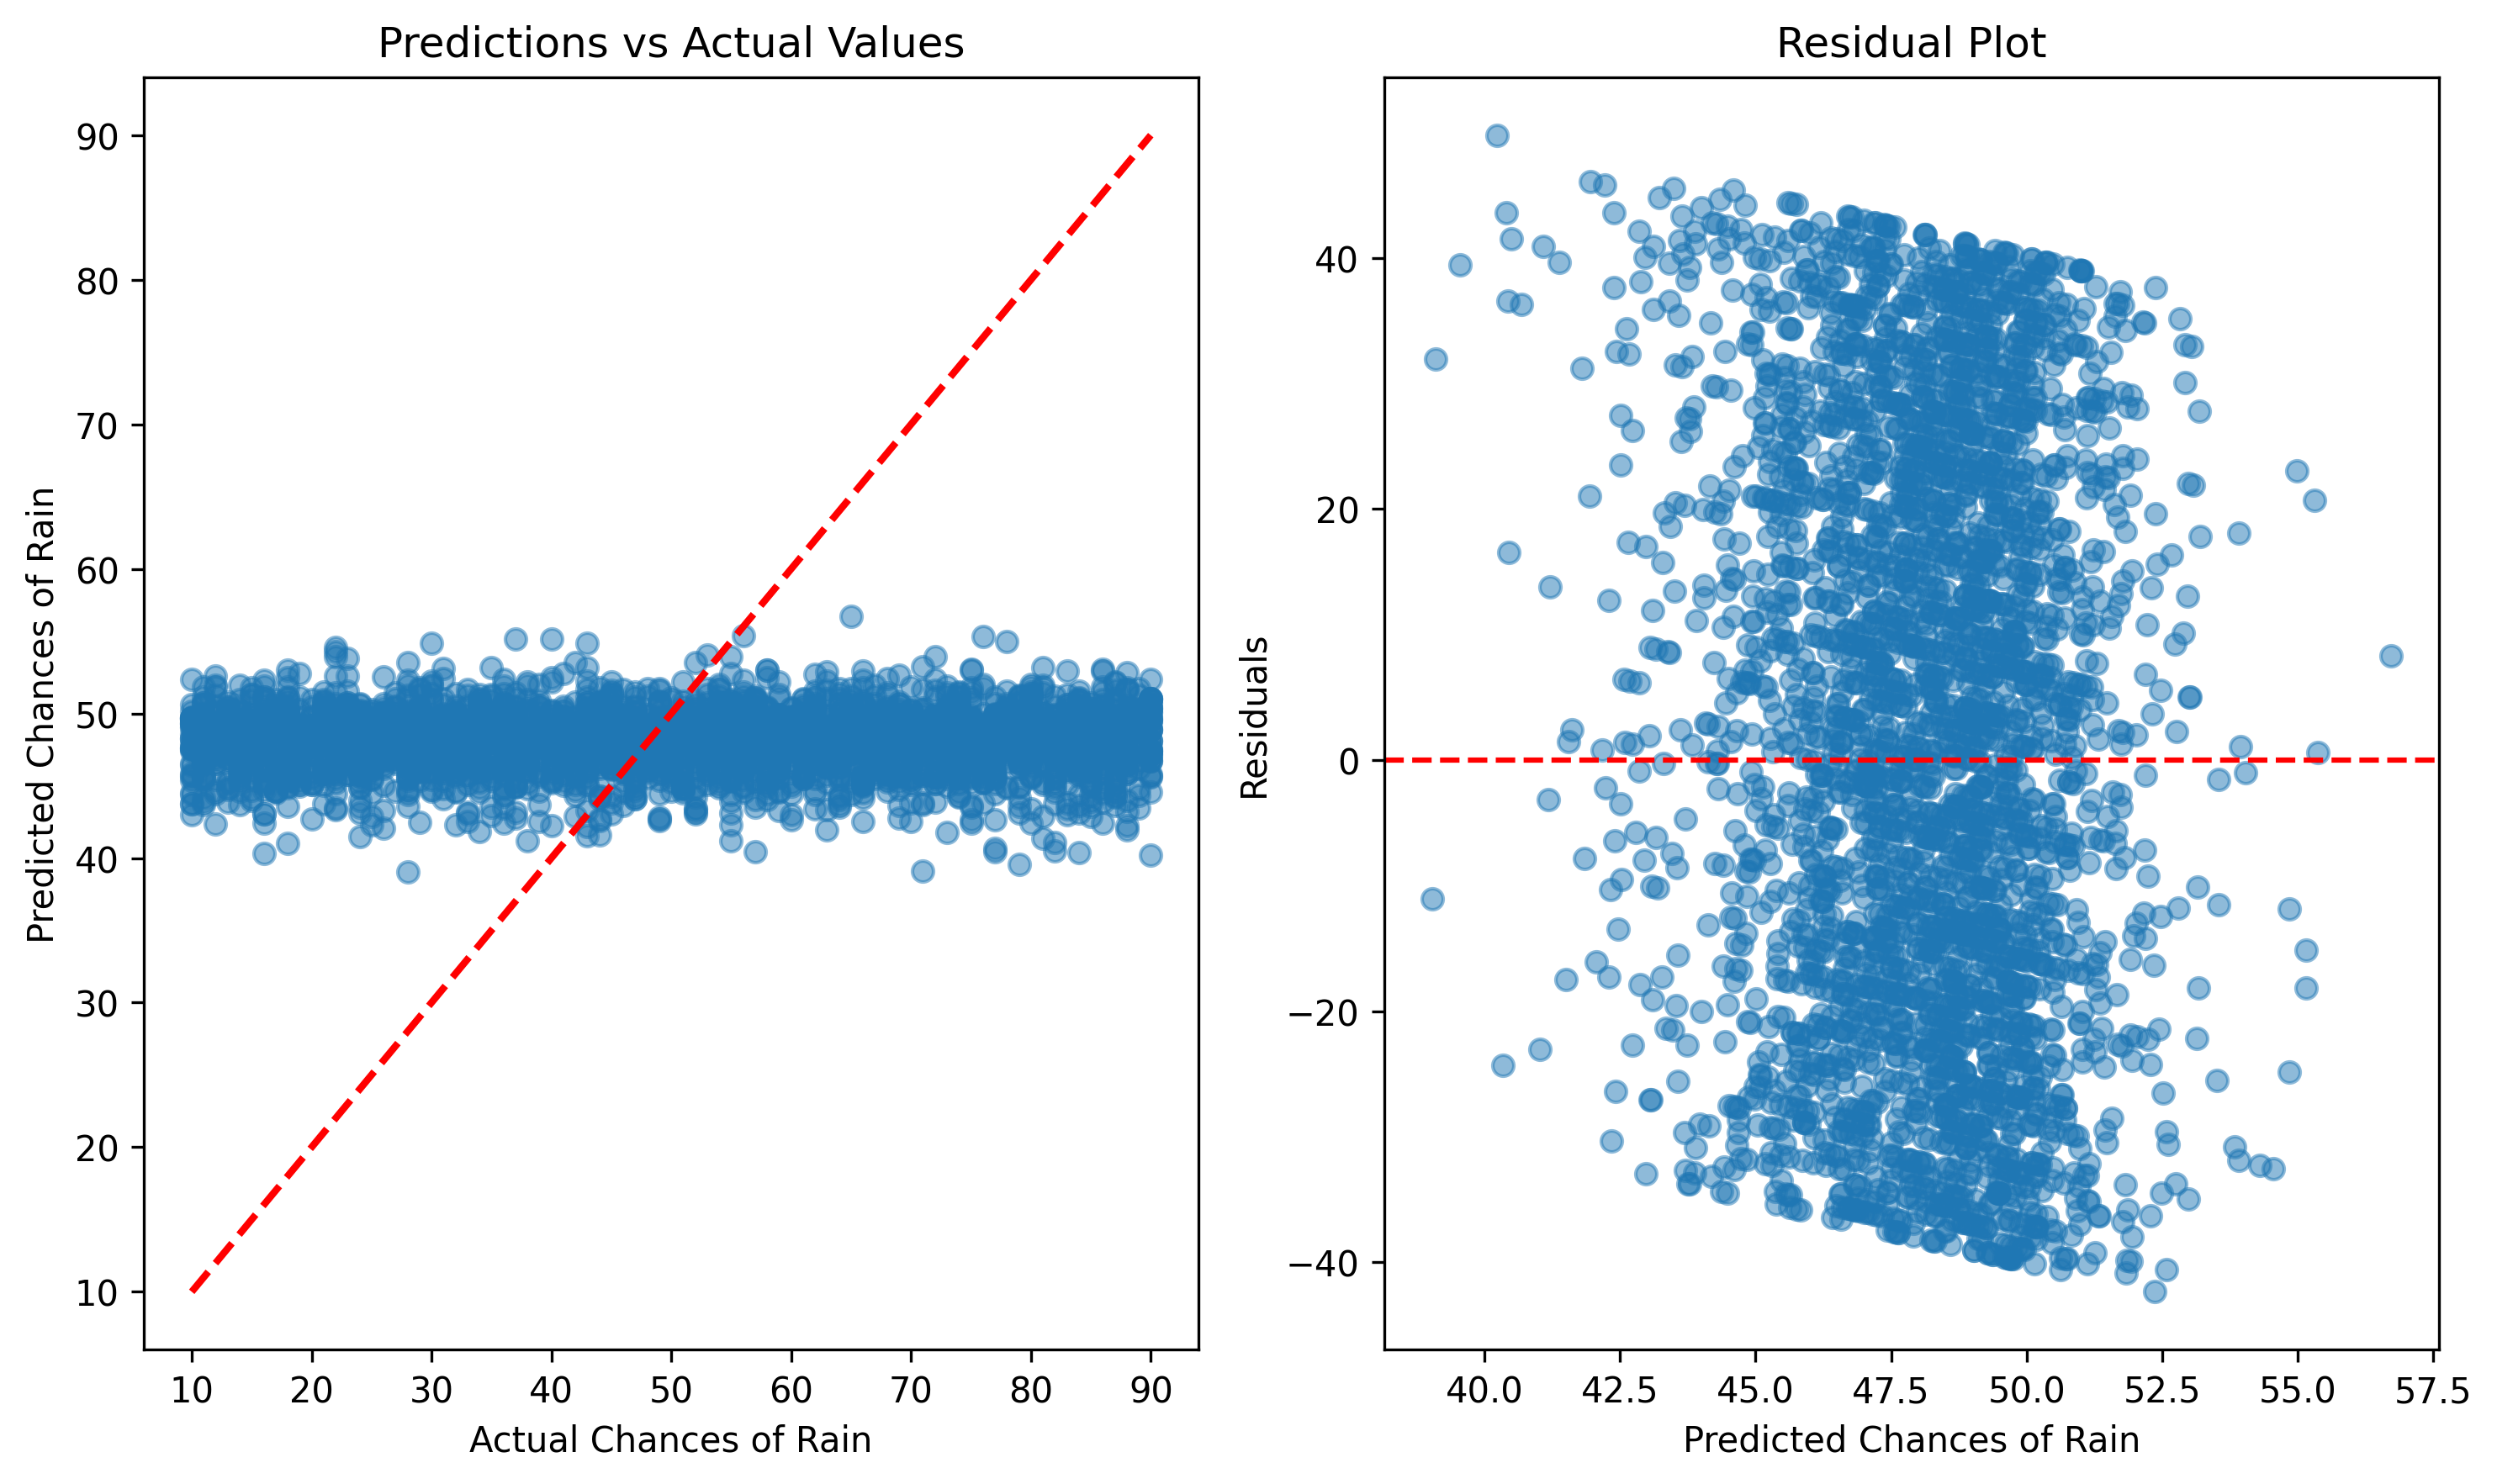 Predictions vs Actual Values
90
80
70
60
50
40
30
20
10
Predicted Chances of Rain
10 20 30 40 50 60 70 80 90
Actual Chances of Rain
Residual Plot
40
20
0
−20
−40
Residuals
40.0 42.5 45.0 47.5 50.0 52.5 55.0 57.5
Predicted Chances of Rain